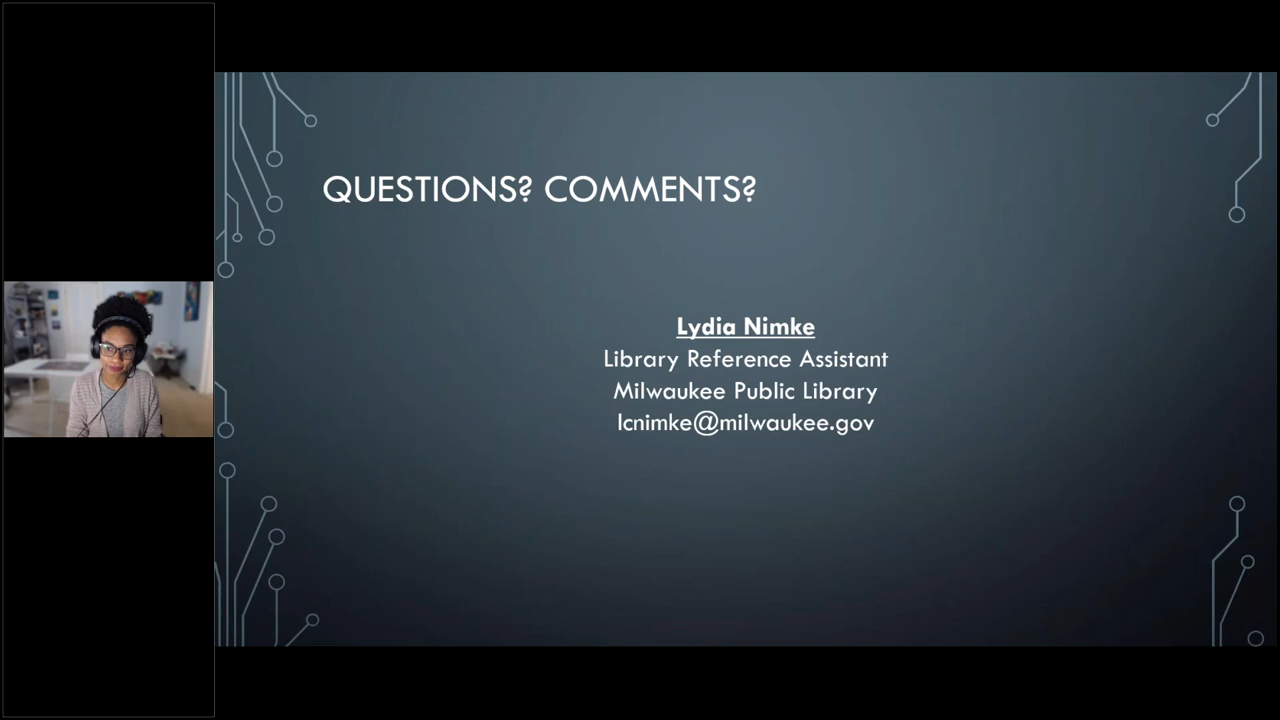 QUESTIONS? COMMENTS?
Lydia Nimke
Library Reference Assistant
Milwaukee Public Library
lcnimke@milwaukee.gov